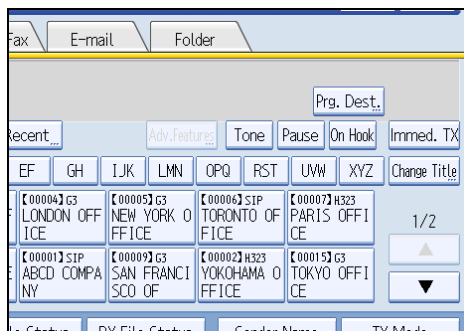 Fax E-mail Folder
Prg. Dest.
Recent Adv.Features Tone Pause On Hook Immed. TX
EF GH IJK LMN OPQ RST UVW XYZ Change Title
【00004】G3 【00005】G3 【00006】SIP 【00007】H323
LONDON OFF NEW YORK O TORONTO OF PARIS OFFI
ICE FFICE FICE CE
1/2
【00001】SIP 【00009】G3 【00002】H323 【00015】G3
ABCD COMPA SAN FRANCI YOKOHAMA O TOKYO OFFI
NY SCO OF FFICE CE
File Status RX File Status Sender Name TX Mode